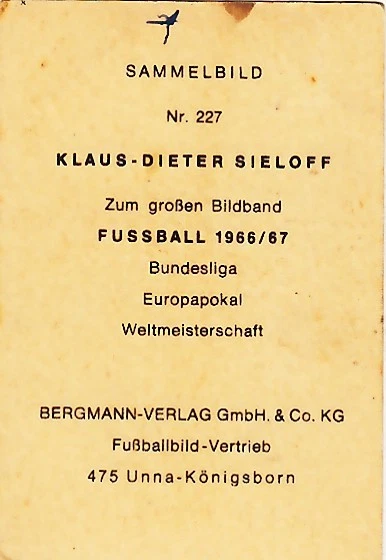 SAMMELBILD
Nr. 227
KLAUS-DIETER SIELOFF
Zum großen Bildband
FUSSBALL 1966/67
Bundesliga
Europapokal
Weltmeisterschaft
BERGMANN-VERLAG GmbH. & Co. KG
Fußballbild-Vertrieb
475 Unna-Königsborn